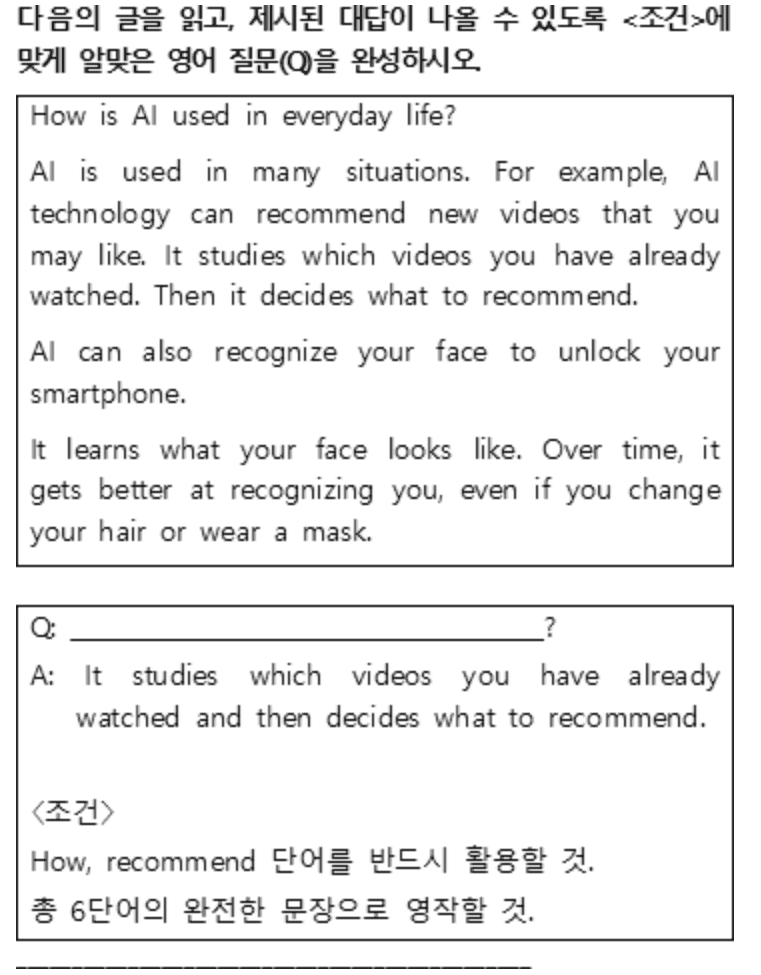 다음의 글을 읽고, 제시된 대답이 나올 수 있도록 <조건>에
맞게 알맞은 영어 질문(Q)을 완성하시오.
How is AI used in everyday life?
AI is used in many situations. For example, AI
technology can recommend new videos that you
may like. It studies which videos you have already
watched. Then it decides what to recommend.
AI can also recognize your face to unlock your
smartphone.
It learns what your face looks like. Over time, it
gets better at recognizing you, even if you change
your hair or wear a mask.
Q: ______________________________?
A: It studies which videos you have already
watched and then decides what to recommend.
〈조건〉
How, recommend 단어를 반드시 활용할 것.
총 6단어의 완전한 문장으로 영작할 것.